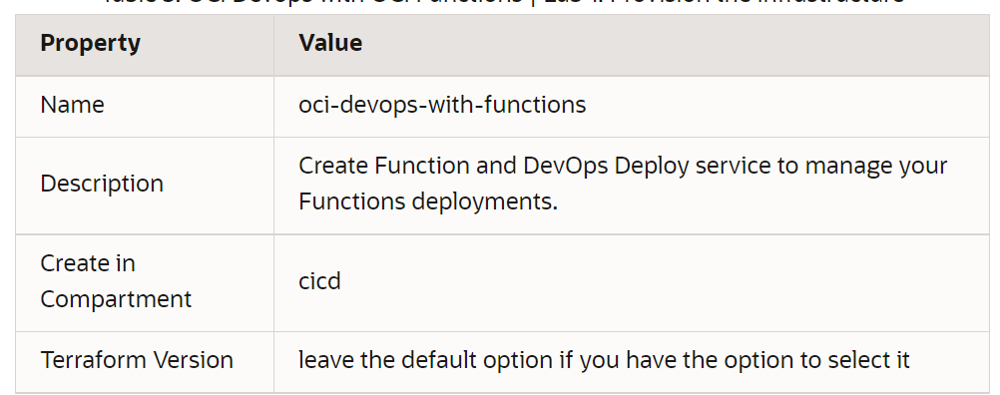 Property Value
Name oci-devops-with-functions
Description Create Function and DevOps Deploy service to manage your
Functions deployments.
Create in
Compartment cicd
Terraform Version leave the default option if you have the option to select it